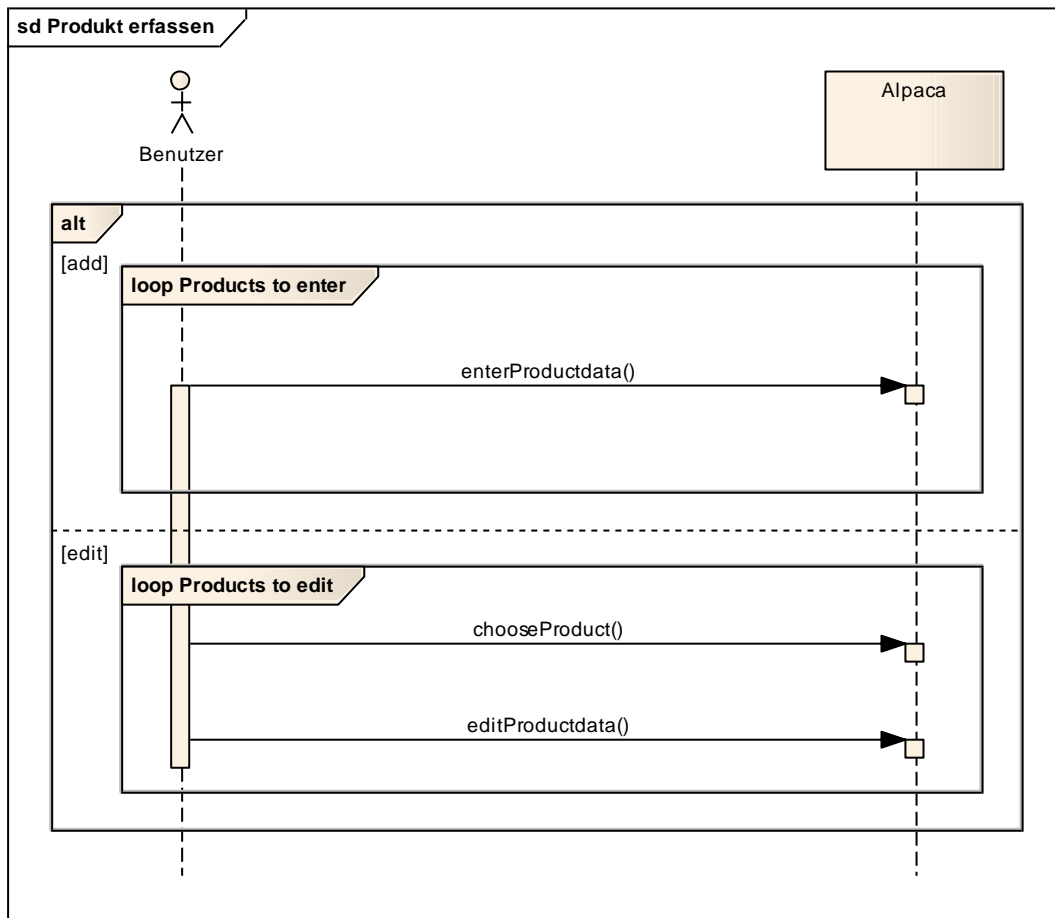 sd Produkt erfassen
Benutzer
Alpaca
alt
[add]
loop Products to enter
enterProductdata()
[edit]
loop Products to edit
chooseProduct()
editProductdata()